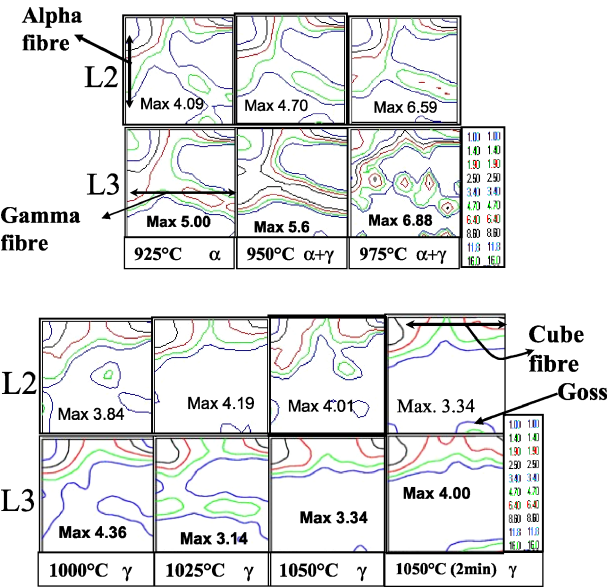 Alpha
fibre
L2
Max 4.09
Max 4.70
Max 6.59
L3
Gamma
fibre
Max 5.00
Max 5.6
Max 6.88
925°C α
950°C α+γ
975°C α+γ
1.00 1.00
1.40 1.40
1.90 1.90
2.50 2.50
3.40 3.40
4.70 4.70
6.40 6.40
8.60 8.60
11.8 11.8
16.0 16.0
L2
Max 3.84
Max 4.19
Max 4.01
Max. 3.34
Cube
fibre
Goss
L3
Max 4.36
Max 3.14
Max 3.34
Max 4.00
1000°C γ
1025°C γ
1050°C γ
1050°C (2min) γ
1.00 1.00
1.40 1.40
1.90 1.90
2.50 2.50
3.40 3.40
4.70 4.70
6.40 6.40
8.60 8.60
11.8 11.8
16.0 16.0